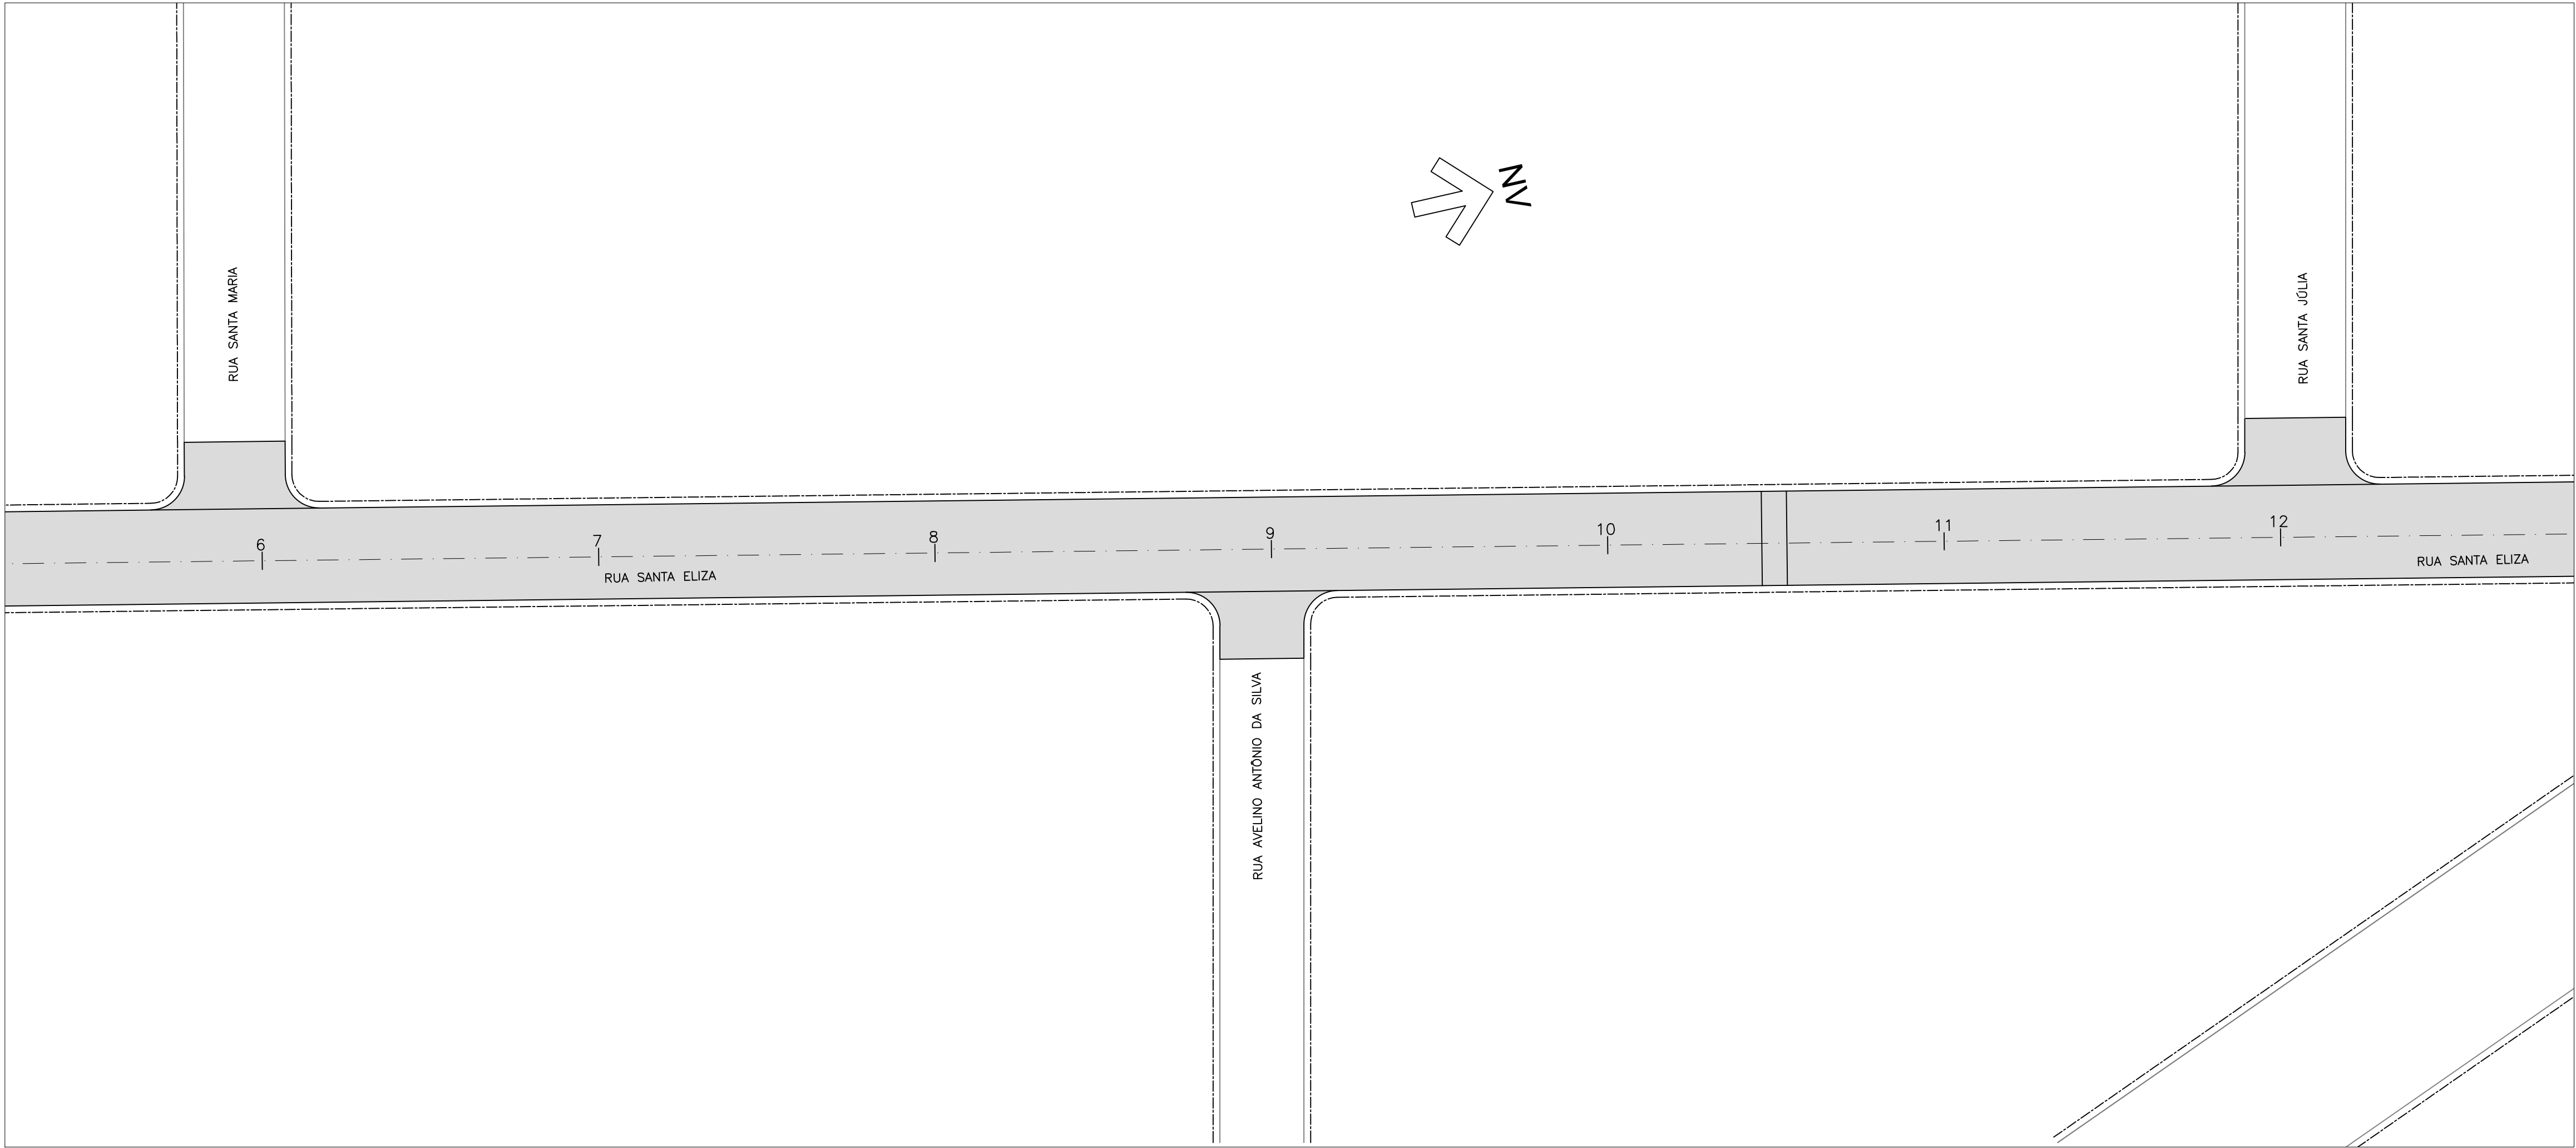 NV
RUA SANTA MARIA
RUA SANTA JÚLIA
6
7
8
9
10
11
12
RUA SANTA ELIZA
RUA SANTA ELIZA
RUA AVELINO ANTÔNIO DA SILVA